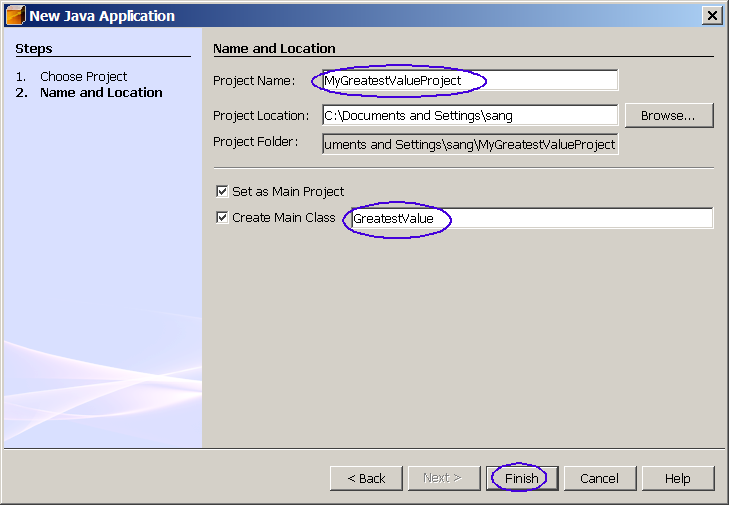 New Java Application
Steps
1. Choose Project
2. Name and Location
Name and Location
Project Name: MyGreatestValueProject
Project Location: C:\Documents and Settings\sang Browse...
Project Folder: uments and Settings\sang\MyGreatestValueProject
Set as Main Project
Create Main Class GreatestValue
< Back Next > Finish Cancel Help